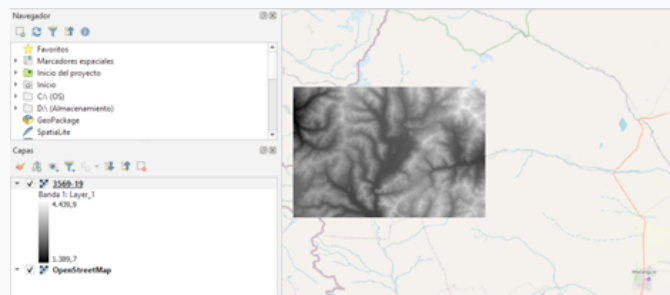 Navegador
Favoritos
Marcadores espaciales
Inicio del proyecto
Inicio
C:\ (OS)
D:\ (Almacenamiento)
GeoPackage
SpatiaLite
Capas
3569-19
Banda 1: Layer_1
4.439,9
1.389,7
OpenStreetMap